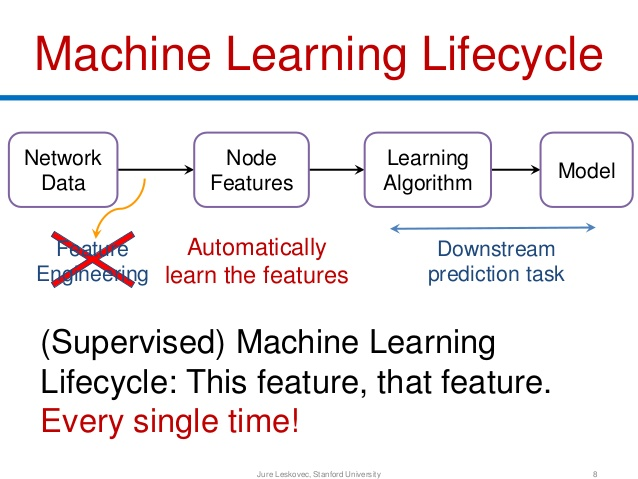 Machine Learning Lifecycle
Network
Data
Node
Features
Learning
Algorithm
Model
Feature
Engineering
Automatically
learn the features
Downstream
prediction task
(Supervised) Machine Learning
Lifecycle: This feature, that feature.
Every single time!
Jure Leskovec, Stanford University
8